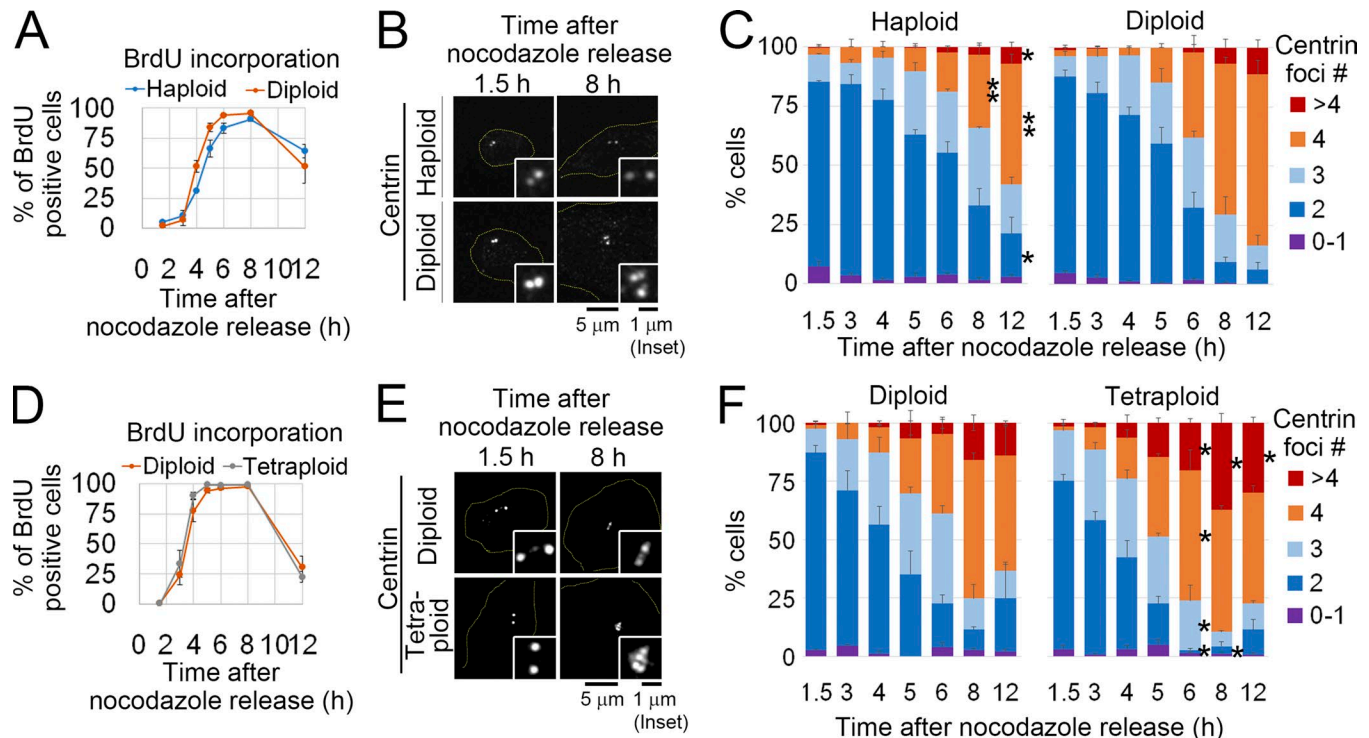 A
BrdU incorporation
Haploid
Diploid
% of BrdU
positive cells
100
75
50
25
0
0 2 4 6 8 10 12
Time after
nocodazole release (h)
B
Time after
nocodazole release
1.5 h 8 h
Centrin
Haploid
Diploid
5 μm 1 μm
(Inset)
C
Haploid
Diploid
% cells
100
75
50
25
0
*
**
**
*
1.5 3 4 5 6 8 12
1.5 3 4 5 6 8 12
Time after nocodazole release (h)
Centrin
foci #
>4
4
3
2
0-1
D
BrdU incorporation
Diploid
Tetraploid
% of BrdU
positive cells
100
75
50
25
0
0 2 4 6 8 10 12
Time after
nocodazole release (h)
E
Time after
nocodazole release
1.5 h 8 h
Centrin
Diploid
Tetra-
ploid
5 μm 1 μm
(Inset)
F
Diploid
Tetraploid
% cells
100
75
50
25
0
* * *
*
*
* *
1.5 3 4 5 6 8 12
1.5 3 4 5 6 8 12
Time after nocodazole release (h)
Centrin
foci #
>4
4
3
2
0-1